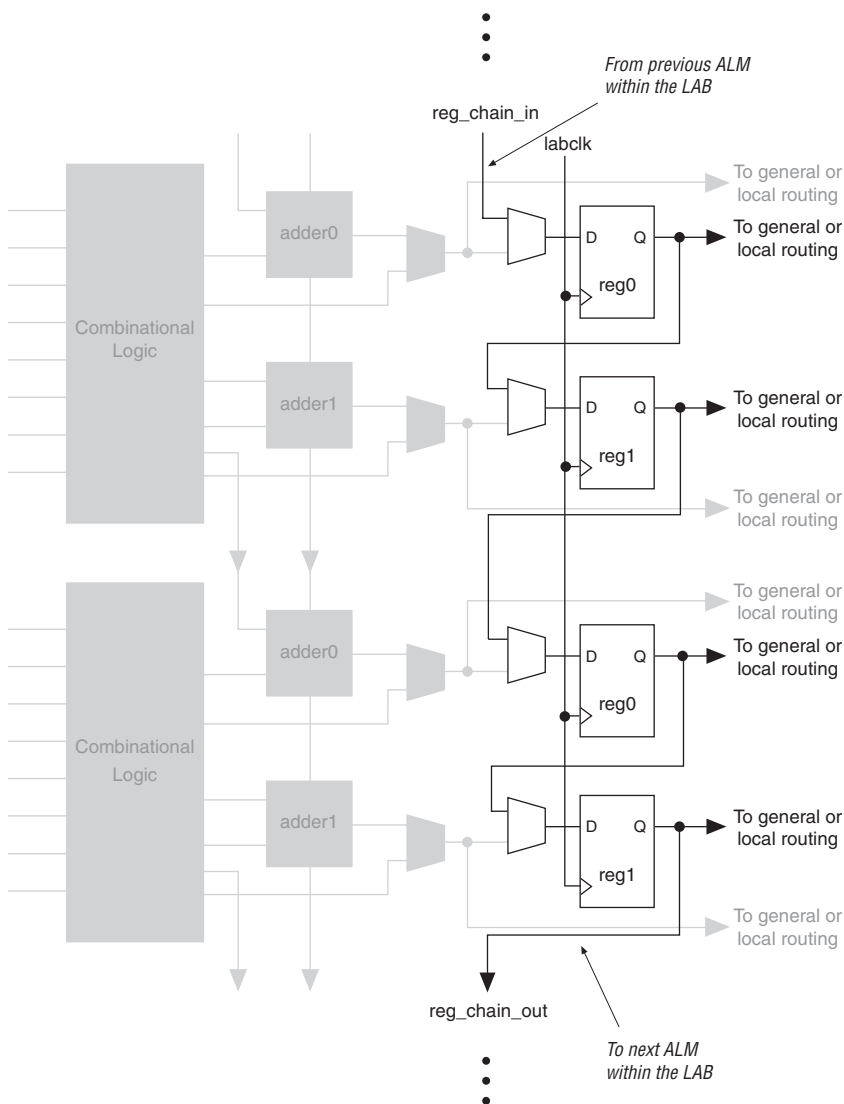 From previous ALM
within the LAB
reg_chain_in
labclk
To general or
local routing
adder0
D
Q
To general or
local routing
reg0
Combinational
Logic
adder1
D
Q
To general or
local routing
reg1
To general or
local routing
To general or
local routing
adder0
D
Q
To general or
local routing
reg0
Combinational
Logic
adder1
D
Q
To general or
local routing
reg1
To general or
local routing
reg_chain_out
To next ALM
within the LAB